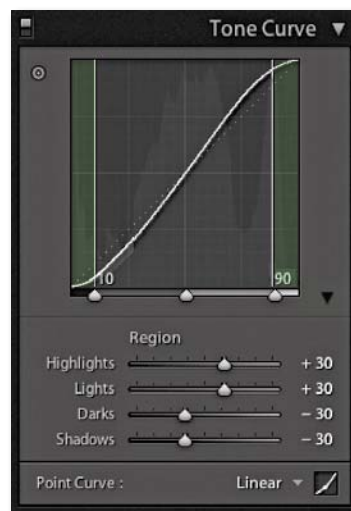 Tone Curve
10 90
Region
Highlights + 30
Lights + 30
Darks − 30
Shadows − 30
Point Curve : Linear